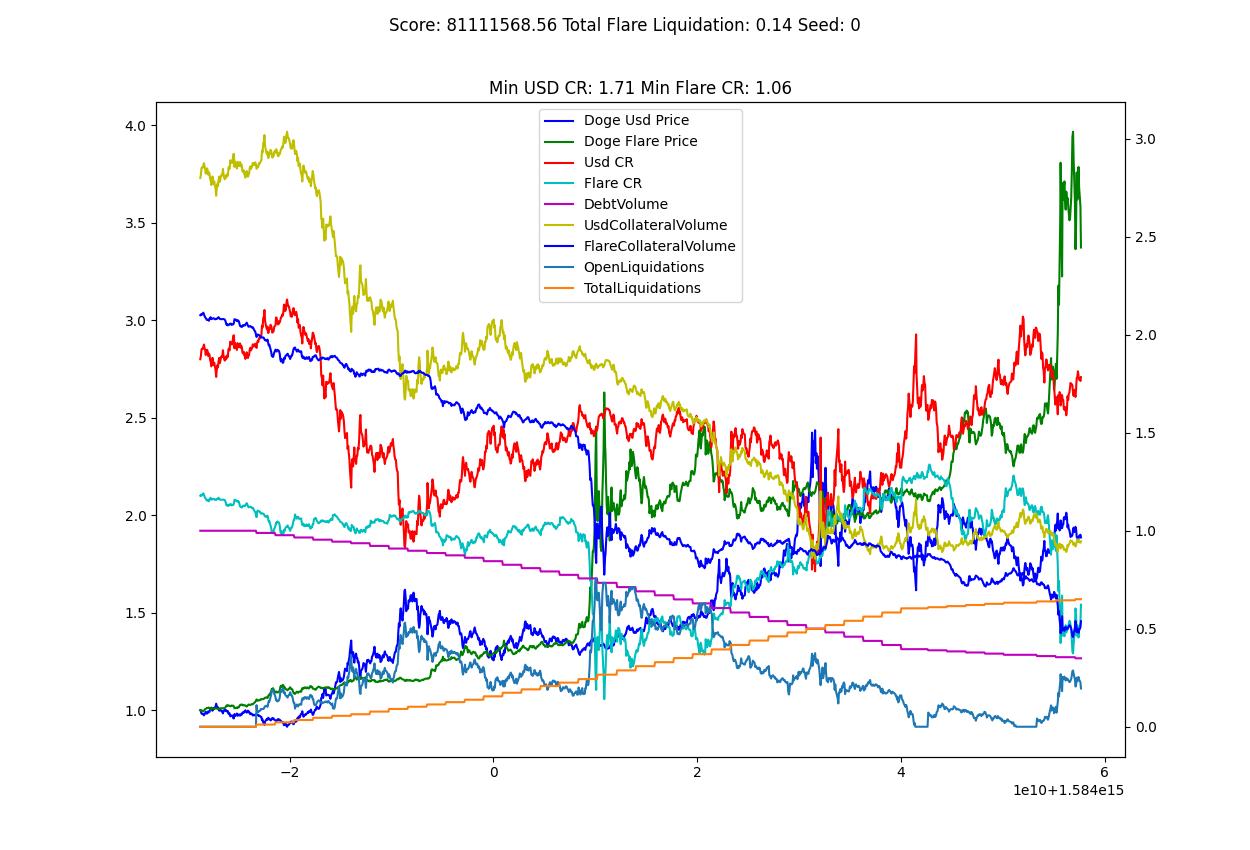 Score: 81111568.56 Total Flare Liquidation: 0.14 Seed: 0
Min USD CR: 1.71 Min Flare CR: 1.06
Doge Usd Price
Doge Flare Price
Usd CR
Flare CR
DebtVolume
UsdCollateralVolume
FlareCollateralVolume
OpenLiquidations
TotalLiquidations
4.0
3.5
3.0
2.5
2.0
1.5
1.0
3.0
2.5
2.0
1.5
1.0
0.5
0.0
−2 0 2 4 6
1e10+1.584e15